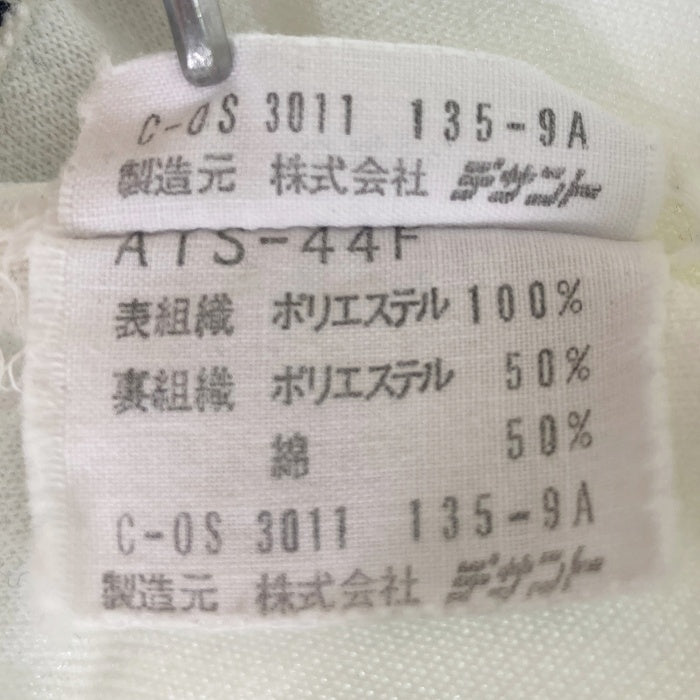 C-OS 3011 135-9A
製造元 株式会社 デサント
ATS-44F
表組織 ポリエステル 100%
裏組織 ポリエステル 50%
綿 50%
C-OS 3011 135-9A
製造元 株式会社 デサント